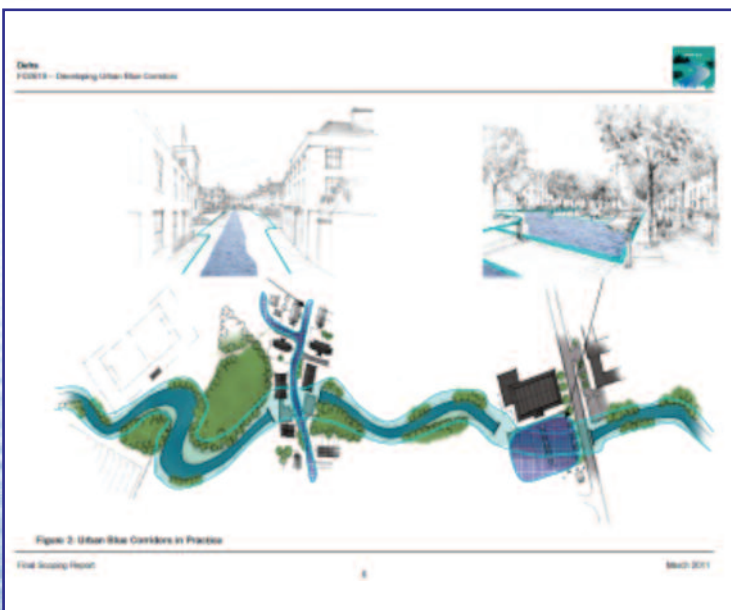 Defra
FD2619 – Developing Urban Blue Corridors
Figure 2: Urban Blue Corridors in Practice
Final Scoping Report
March 2011